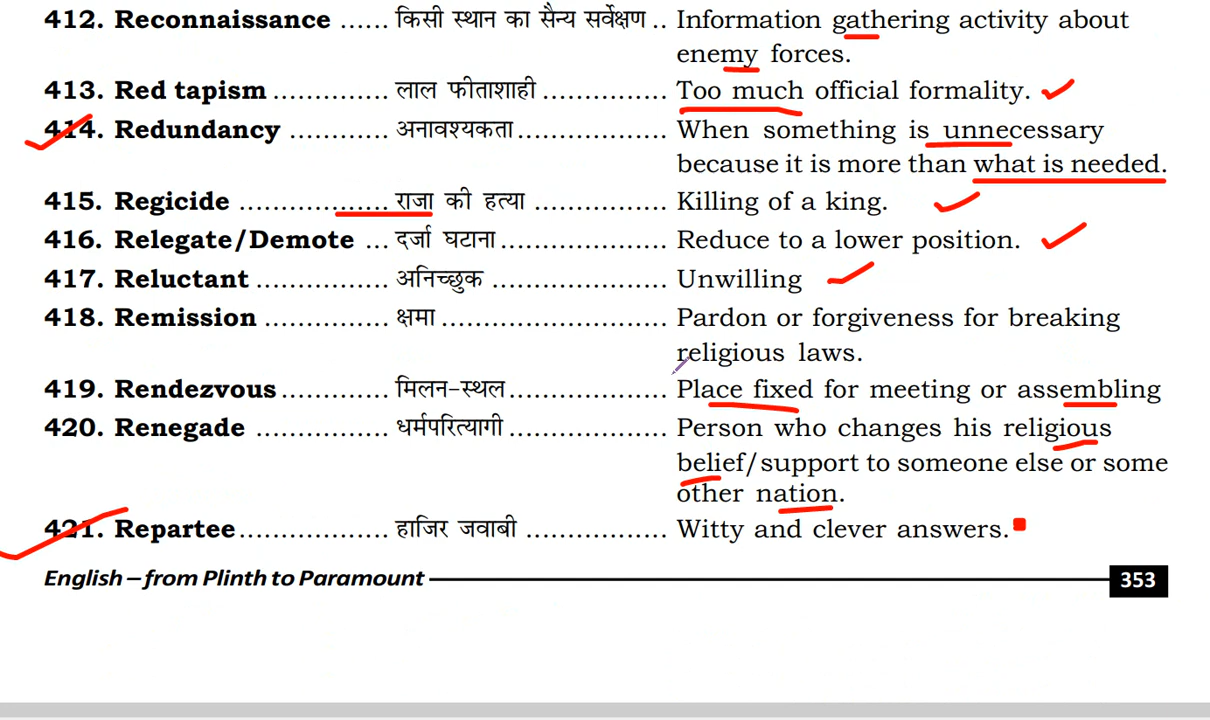 412. Reconnaissance ...... किसी स्थान का सैन्य सर्वेक्षण .. Information gathering activity about
enemy forces.
413. Red tapism ............... लाल फीताशाही ................ Too much official formality.
414. Redundancy ............. अनावश्यकता................... When something is unnecessary
because it is more than what is needed.
415. Regicide ................... राजा की हत्या ................. Killing of a king.
416. Relegate/Demote ... दर्जा घटाना..................... Reduce to a lower position.
417. Reluctant ................. अनिच्छुक ...................... Unwilling
418. Remission ................ क्षमा ............................ Pardon or forgiveness for breaking
religious laws.
419. Rendezvous .............. मिलन-स्थल .................... Place fixed for meeting or assembling
420. Renegade ................. धर्मपरित्यागी .................... Person who changes his religious
belief/support to someone else or some
other nation.
421. Repartee ................... हाजिर जवाबी .................. Witty and clever answers.
English – from Plinth to Paramount 353